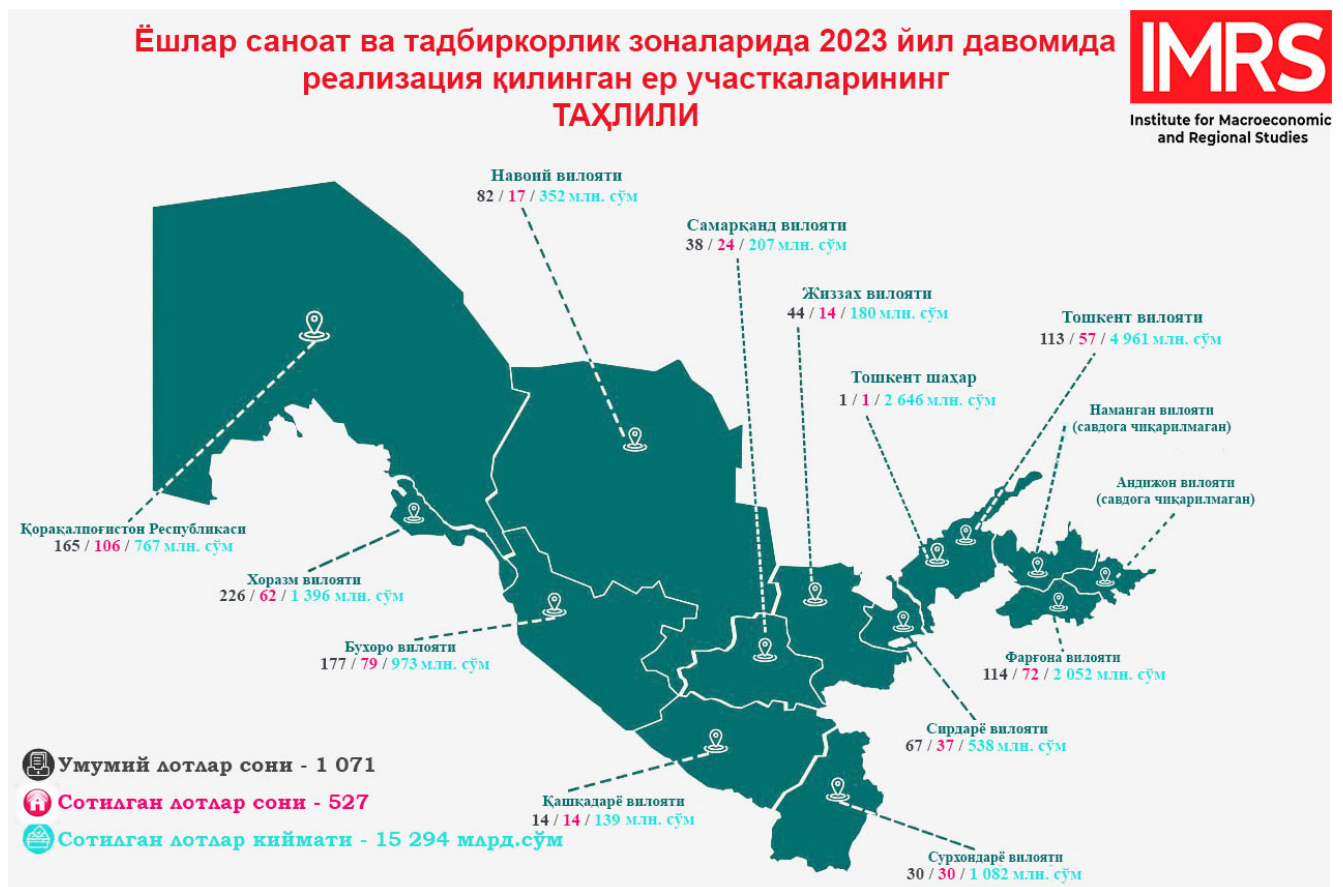 Ёшлар саноат ва тадбиркорлик зоналарида 2023 йил давомида
реализация қилинган ер участкаларининг
ТАҲЛИЛИ
IMRS
Institute for Macroeconomic
and Regional Studies
Навоий вилояти
82 / 17 / 352 млн. сўм
Самарқанд вилояти
38 / 24 / 207 млн. сўм
Жиззах вилояти
44 / 14 / 180 млн. сўм
Тошкент вилояти
113 / 57 / 4 961 млн. сўм
Тошкент шаҳар
1 / 1 / 2 646 млн. сўм
Наманган вилояти
(савдога чиқарилмаган)
Андижон вилояти
(савдога чиқарилмаган)
Қорақалпоғистон Республикаси
165 / 106 / 767 млн. сўм
Хоразм вилояти
226 / 62 / 1 396 млн. сўм
Бухоро вилояти
177 / 79 / 973 млн. сўм
Фарғона вилояти
114 / 72 / 2 052 млн. сўм
Сирдарё вилояти
67 / 37 / 538 млн. сўм
Қашқадарё вилояти
14 / 14 / 139 млн. сўм
Сурхондарё вилояти
30 / 30 / 1 082 млн. сўм
Умумий лотлар сони - 1 071
Сотилган лотлар сони - 527
Сотилган лотлар киймати - 15 294 млрд.сўм